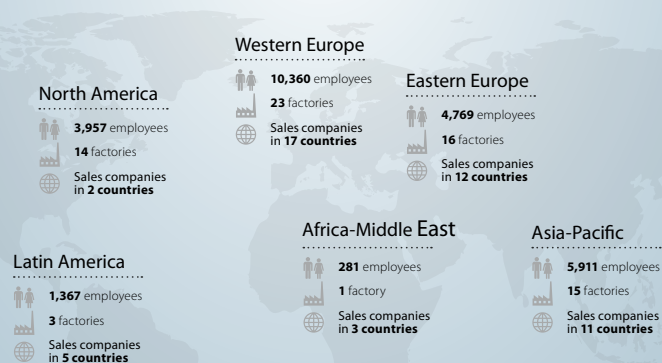 Western Europe
10,360 employees
23 factories
Sales companies
in 17 countries
Eastern Europe
4,769 employees
16 factories
Sales companies
in 12 countries
North America
3,957 employees
14 factories
Sales companies
in 2 countries
Africa-Middle East
281 employees
1 factory
Sales companies
in 3 countries
Asia-Pacific
5,911 employees
15 factories
Sales companies
in 11 countries
Latin America
1,367 employees
3 factories
Sales companies
in 5 countries